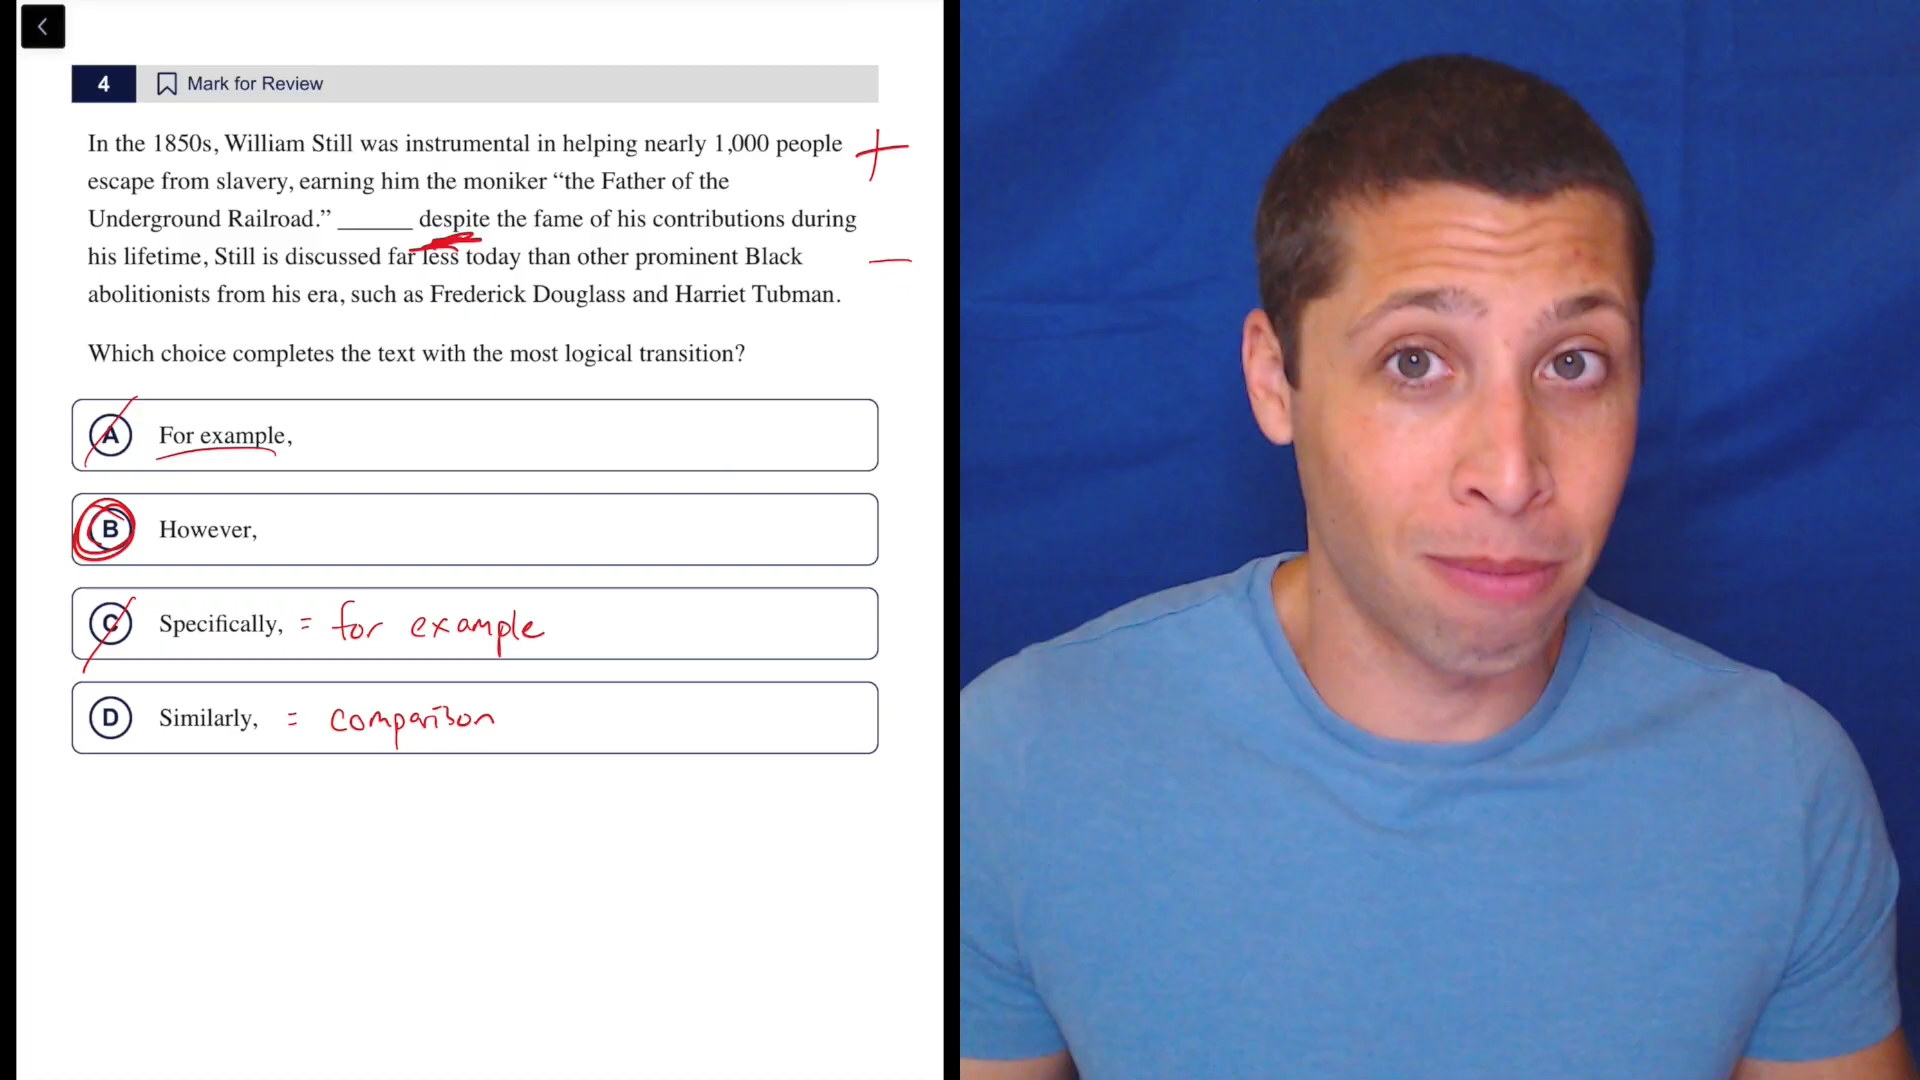 4 Mark for Review
In the 1850s, William Still was instrumental in helping nearly 1,000 people +
escape from slavery, earning him the moniker “the Father of the
Underground Railroad.” ______ despite the fame of his contributions during
his lifetime, Still is discussed far less today than other prominent Black —
abolitionists from his era, such as Frederick Douglass and Harriet Tubman.
Which choice completes the text with the most logical transition?
A For example,
B However,
C Specifically, = for example
D Similarly, = comparison